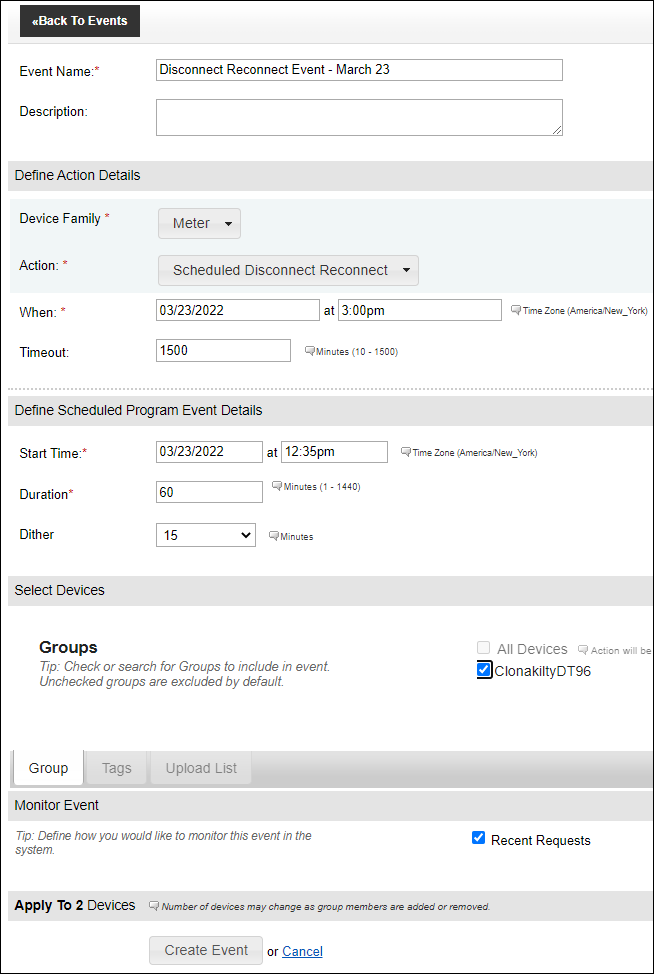 «Back To Events
Event Name:* Disconnect Reconnect Event - March 23
Description:
Define Action Details
Device Family * Meter
Action: * Scheduled Disconnect Reconnect
When: * 03/23/2022 at 3:00pm Time Zone (America/New_York)
Timeout: 1500 Minutes (10 - 1500)
Define Scheduled Program Event Details
Start Time:* 03/23/2022 at 12:35pm Time Zone (America/New_York)
Duration* 60 Minutes (1 - 1440)
Dither 15 Minutes
Select Devices
Groups
All Devices Action will be
Tip: Check or search for Groups to include in event.
ClonakiltyDT96
Unchecked groups are excluded by default.
Group Tags Upload List
Monitor Event
Tip: Define how you would like to monitor this event in the
system.
Recent Requests
Apply To 2 Devices Number of devices may change as group members are added or removed.
Create Event or Cancel